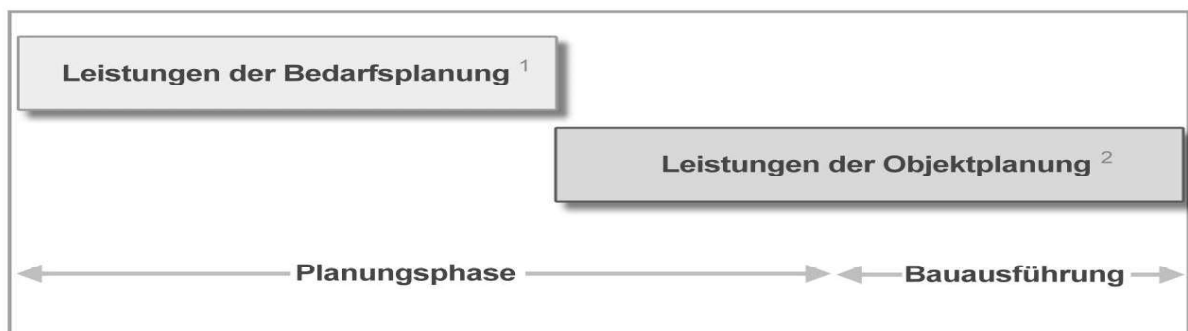 Leistungen der Bedarfsplanung 1
Leistungen der Objektplanung 2
Planungsphase
Bauausführung